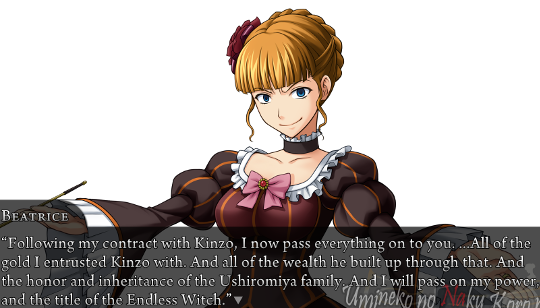 Beatrice
“Following my contract with Kinzo, I now pass everything on to you. ...All of the
gold I entrusted Kinzo with. And all of the wealth he built up through that. And
the honor and inheritance of the Ushiromiya family. And I will pass on my power,
and the title of the Endless Witch.”
Umineko no Naku Koro